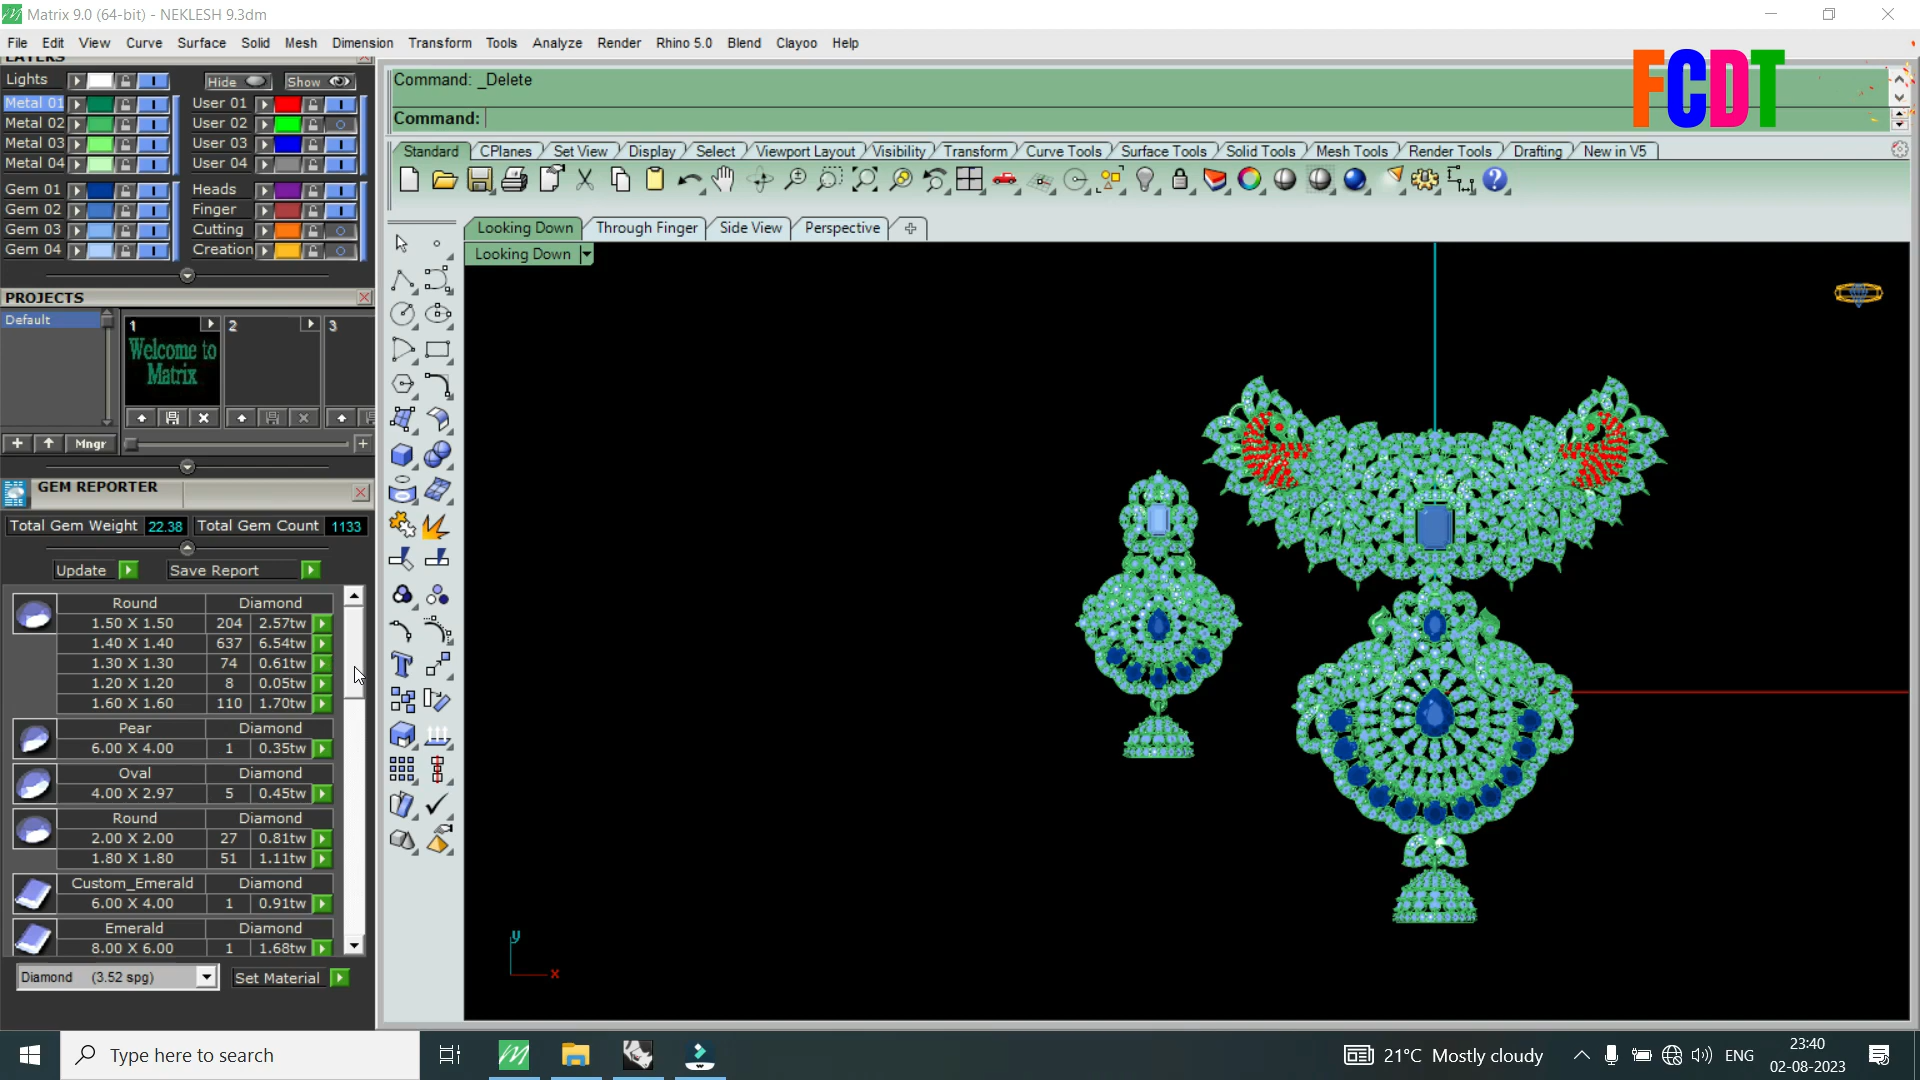 Matrix 9.0 (64-bit) - NEKLESH 9.3dm
File Edit View Curve Surface Solid Mesh Dimension Transform Tools Analyze Render Rhino 5.0 Blend Clayoo Help
FCDT
LAYERS
Lights Hide Show
Metal 01 User 01
Metal 02 User 02
Metal 03 User 03
Metal 04 User 04
Gem 01 Heads
Gem 02 Finger
Gem 03 Cutting
Gem 04 Creation
PROJECTS
Default
1 2 3
Welcome to
Matrix
Mngr
GEM REPORTER
Total Gem Weight 22.38 Total Gem Count 1133
Update Save Report
Round Diamond
1.50 X 1.50 204 2.57tw
1.40 X 1.40 637 6.54tw
1.30 X 1.30 74 0.61tw
1.20 X 1.20 8 0.05tw
1.60 X 1.60 110 1.70tw
Pear Diamond
6.00 X 4.00 1 0.35tw
Oval Diamond
4.00 X 2.97 5 0.45tw
Round Diamond
2.00 X 2.00 27 0.81tw
1.80 X 1.80 51 1.11tw
Custom_Emerald Diamond
6.00 X 4.00 1 0.91tw
Emerald Diamond
8.00 X 6.00 1 1.68tw
Diamond (3.52 spg) Set Material
Command: _Delete
Command:
Standard CPlanes Set View Display Select Viewport Layout Visibility Transform Curve Tools Surface Tools Solid Tools Mesh Tools Render Tools Drafting New in V5
Looking Down Through Finger Side View Perspective
Looking Down
y
x
Type here to search
21°C Mostly cloudy
ENG
23:40
02-08-2023